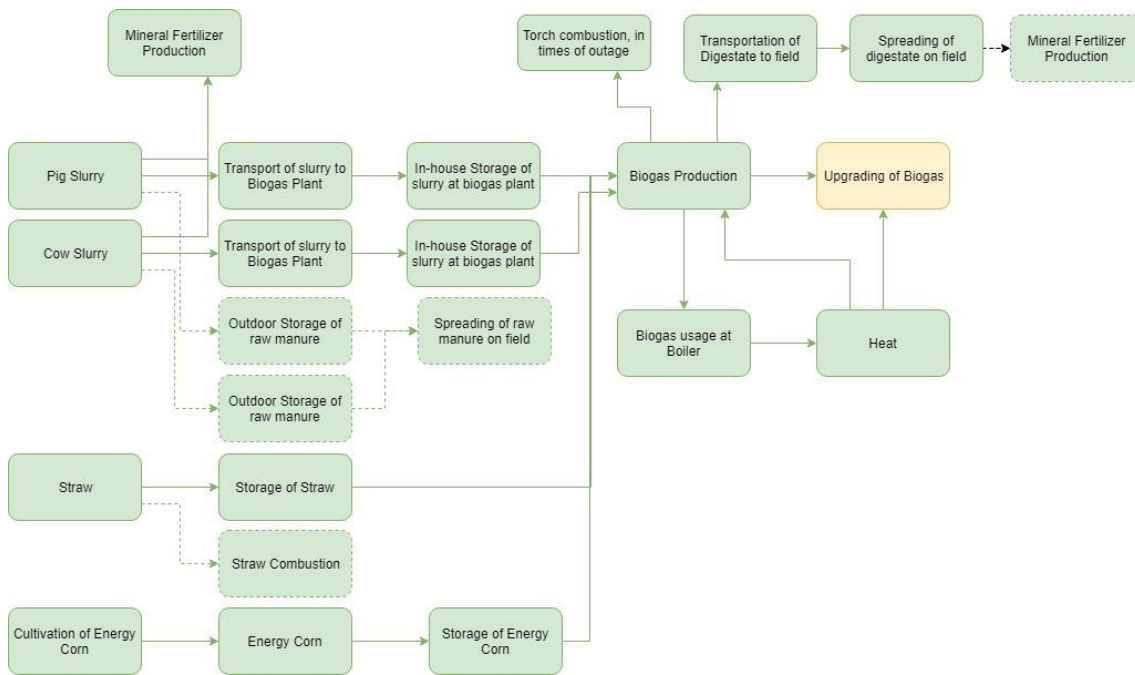 Mineral Fertilizer
Production
Torch combustion, in
times of outage
Transportation of
Digestate to field
Spreading of
digestate on field
Mineral Fertilizer
Production
Pig Slurry
Transport of slurry to
Biogas Plant
In-house Storage of
slurry at biogas plant
Biogas Production
Upgrading of Biogas
Cow Slurry
Transport of slurry to
Biogas Plant
In-house Storage of
slurry at biogas plant
Outdoor Storage of
raw manure
Spreading of raw
manure on field
Biogas usage at
Boiler
Heat
Outdoor Storage of
raw manure
Straw
Storage of Straw
Straw Combustion
Cultivation of Energy
Corn
Energy Corn
Storage of Energy
Corn